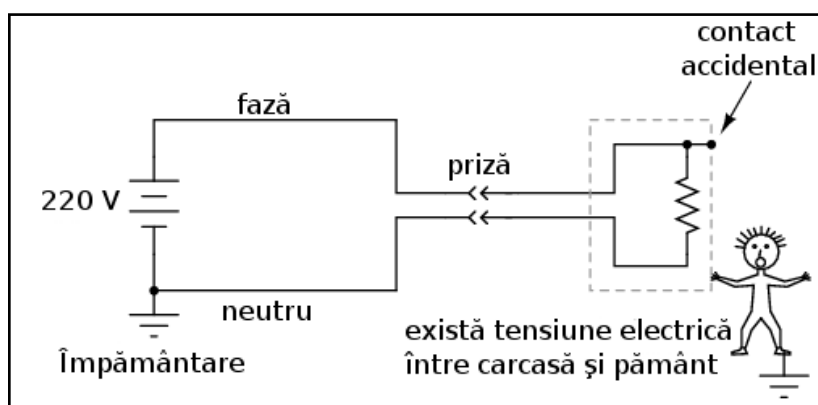 contact
accidental
fază
priză
220 V
neutru
Împământare
există tensiune electrică
între carcasă şi pământ